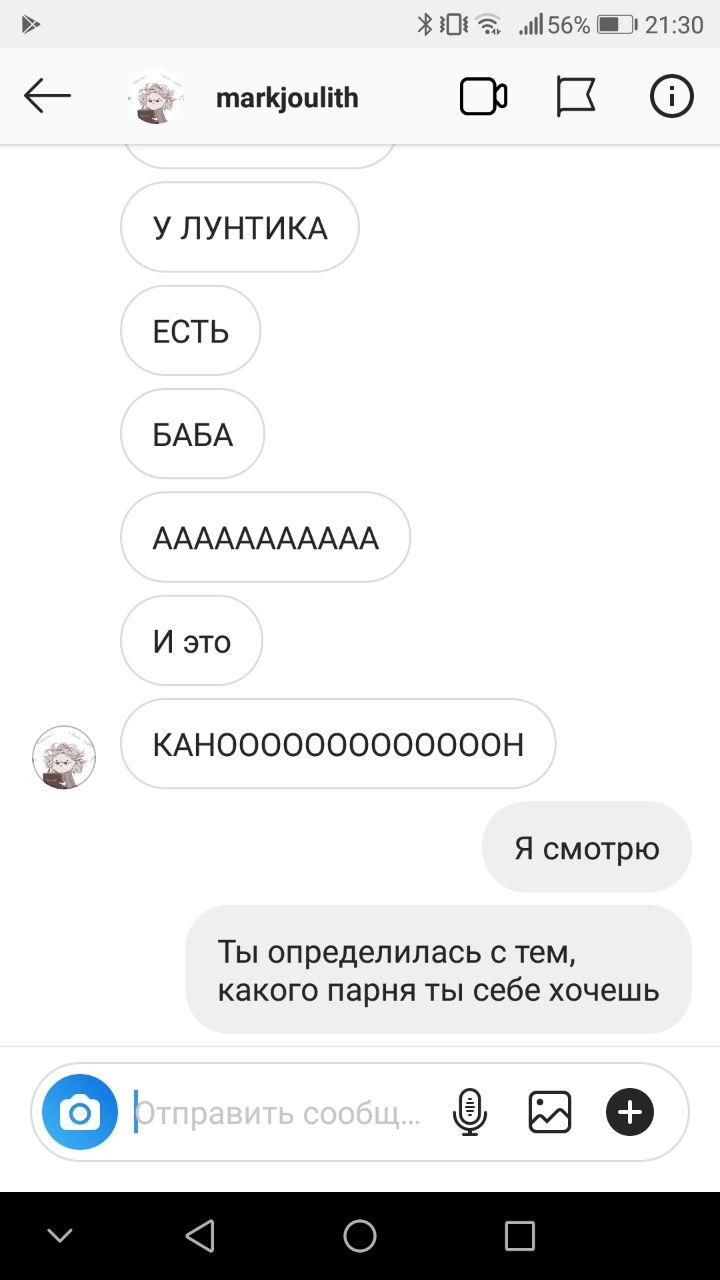 56% 21:30
markjoulith
У ЛУНТИКА
ЕСТЬ
БАБА
ААААААААААА
И это
КАНОООООООООООООН
Я смотрю
Ты определилась с тем,
какого парня ты себе хочешь
Отправить сообщ...